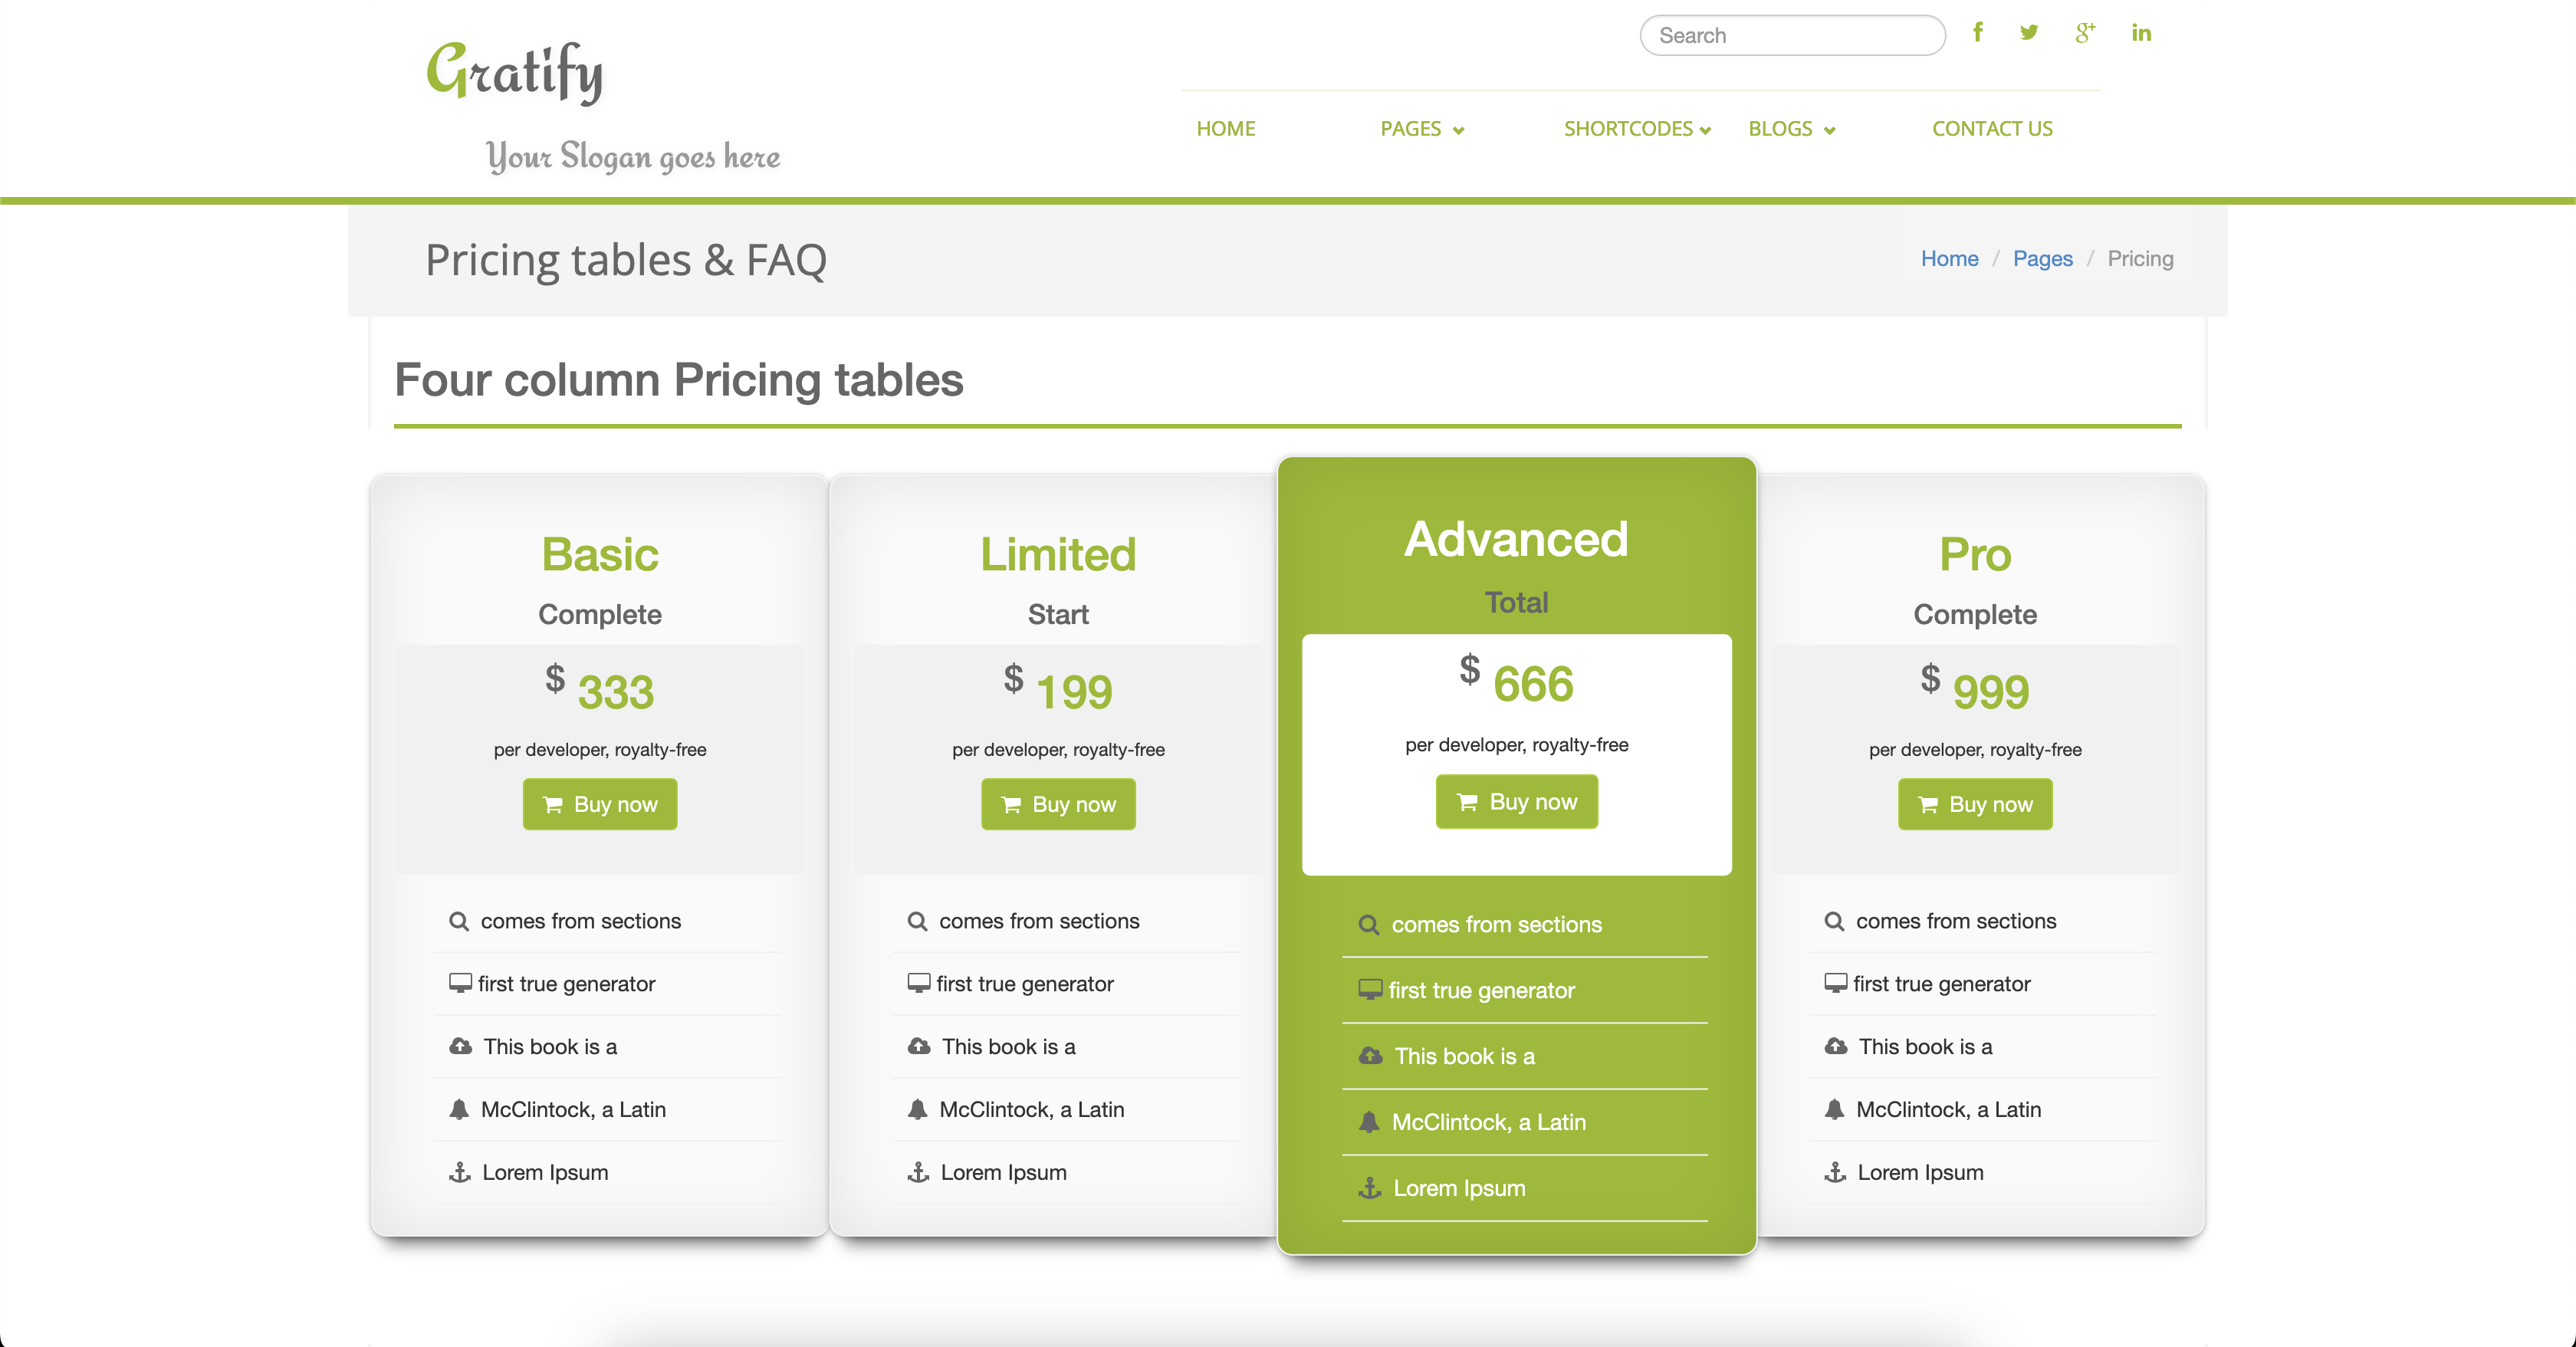 Search
Gratify
Your Slogan goes here
HOME PAGES SHORTCODES BLOGS CONTACT US
Pricing tables & FAQ
Home / Pages / Pricing
Four column Pricing tables
Basic
Complete
$ 333
per developer, royalty-free
Buy now
comes from sections
first true generator
This book is a
McClintock, a Latin
Lorem Ipsum
Limited
Start
$ 199
per developer, royalty-free
Buy now
comes from sections
first true generator
This book is a
McClintock, a Latin
Lorem Ipsum
Advanced
Total
$ 666
per developer, royalty-free
Buy now
comes from sections
first true generator
This book is a
McClintock, a Latin
Lorem Ipsum
Pro
Complete
$ 999
per developer, royalty-free
Buy now
comes from sections
first true generator
This book is a
McClintock, a Latin
Lorem Ipsum